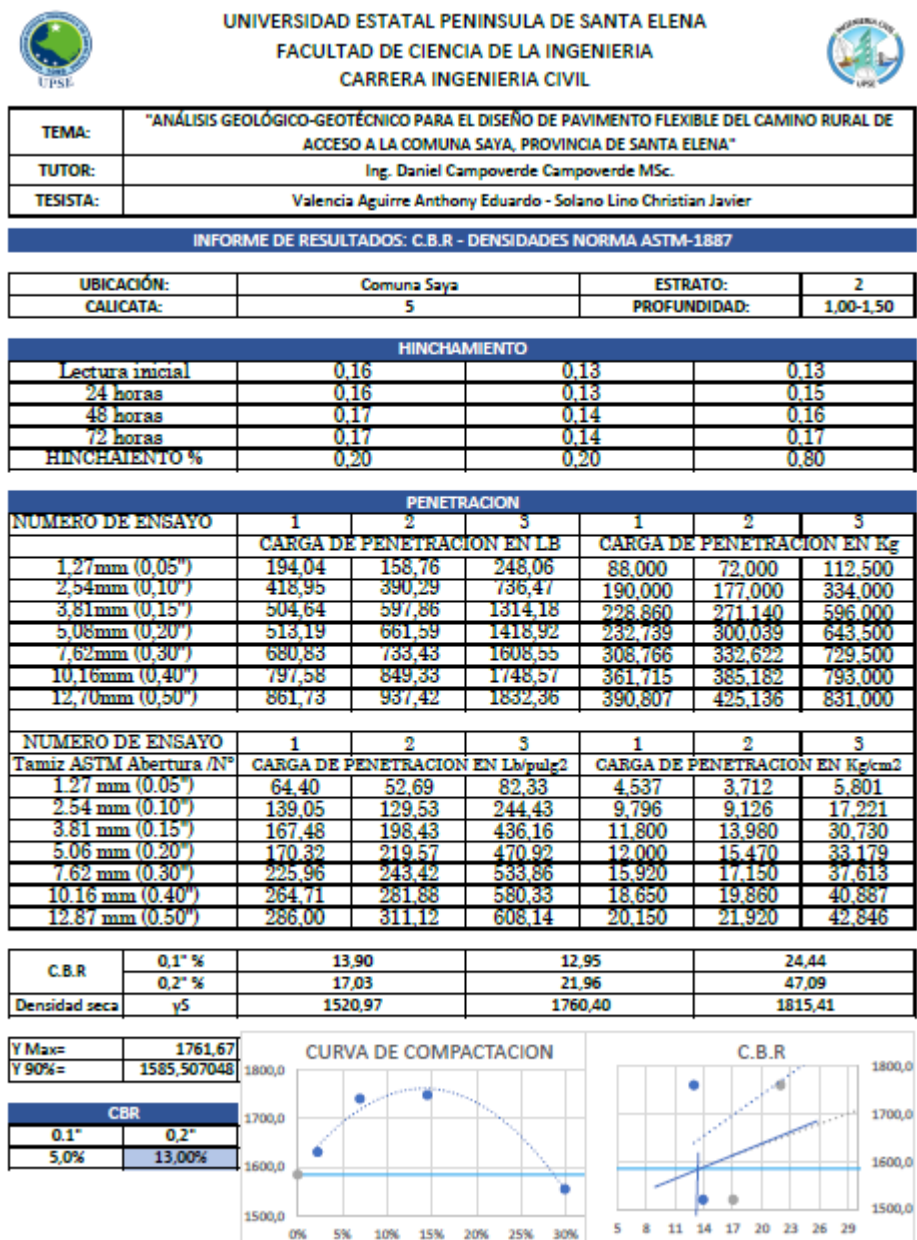 UNIVERSIDAD ESTATAL PENINSULA DE SANTA ELENA
FACULTAD DE CIENCIA DE LA INGENIERIA
CARRERA INGENIERIA CIVIL
UPSE
INGENIERIA CIVIL
UPSE
TEMA: "ANÁLISIS GEOLÓGICO-GEOTÉCNICO PARA EL DISEÑO DE PAVIMENTO FLEXIBLE DEL CAMINO RURAL DE
ACCESO A LA COMUNA SAYA, PROVINCIA DE SANTA ELENA"
TUTOR: Ing. Daniel Campoverde Campoverde MSc.
TESISTA: Valencia Aguirre Anthony Eduardo - Solano Lino Christian Javier
INFORME DE RESULTADOS: C.B.R - DENSIDADES NORMA ASTM-1887
UBICACIÓN: Comuna Saya ESTRATO: 2
CALICATA: 5 PROFUNDIDAD: 1,00-1,50
HINCHAMIENTO
Lectura inicial 0,16 0,13 0,13
24 horas 0,16 0,13 0,15
48 horas 0,17 0,14 0,16
72 horas 0,17 0,14 0,17
HINCHAIENTO % 0,20 0,20 0,80
PENETRACION
NUMERO DE ENSAYO 1 2 3 1 2 3
CARGA DE PENETRACION EN LB CARGA DE PENETRACION EN Kg
1,27mm (0,05") 194,04 158,76 248,06 88,000 72,000 112,500
2,54mm (0,10") 418,95 390,29 736,47 190,000 177,000 334,000
3,81mm (0,15") 504,64 597,86 1314,18 228,860 271,140 596,000
5,08mm (0,20") 513,19 661,59 1418,92 232,739 300,039 643,500
7,62mm (0,30") 680,83 733,43 1608,55 308,766 332,622 729,500
10,16mm (0,40") 797,58 849,33 1748,57 361,715 385,182 793,000
12,70mm (0,50") 861,73 937,42 1832,36 390,807 425,136 831,000
NUMERO DE ENSAYO 1 2 3 1 2 3
Tamiz ASTM Abertura /N° CARGA DE PENETRACION EN Lb/pulg2 CARGA DE PENETRACION EN Kg/cm2
1.27 mm (0.05") 64,40 52,69 82,33 4,537 3,712 5,801
2.54 mm (0.10") 139,05 129,53 244,43 9,796 9,126 17,221
3.81 mm (0.15") 167,48 198,43 436,16 11,800 13,980 30,730
5.06 mm (0.20") 170,32 219,57 470,92 12,000 15,470 33,179
7.62 mm (0.30") 225,96 243,42 533,86 15,920 17,150 37,613
10.16 mm (0.40") 264,71 281,88 580,33 18,650 19,860 40,887
12.87 mm (0.50") 286,00 311,12 608,14 20,150 21,920 42,846
C.B.R 0,1" % 13,90 12,95 24,44
0,2" % 17,03 21,96 47,09
Densidad seca yS 1520,97 1760,40 1815,41
Y Max= 1761,67
Y 90%= 1585,507048
CBR
0.1" 0,2"
5,0% 13,00%
CURVA DE COMPACTACION
1800,0
1700,0
1600,0
1500,0
0% 5% 10% 15% 20% 25% 30%
C.B.R
1800,0
1700,0
1600,0
1500,0
5 8 11 14 17 20 23 26 29